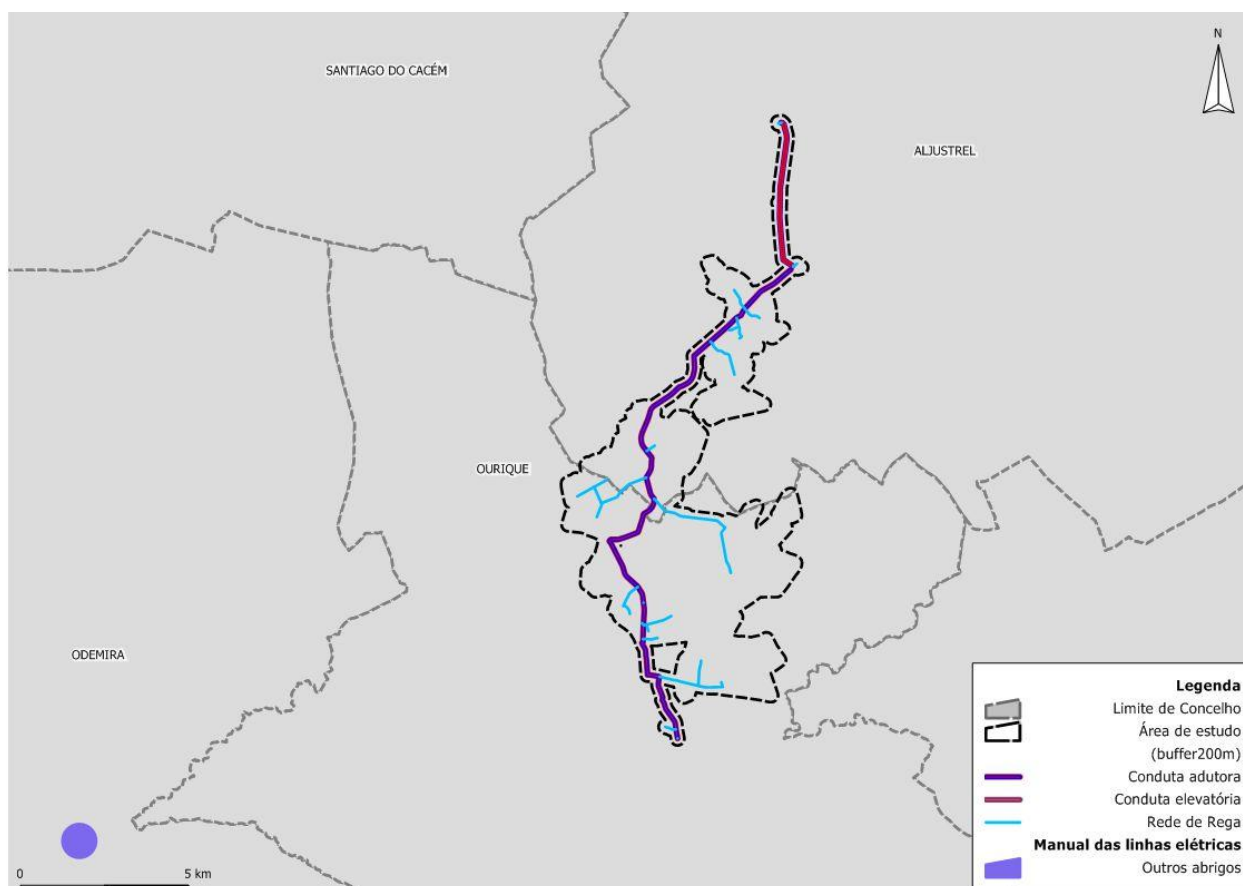 N
SANTIAGO DO CACÉM
ALJUSTREL
OURIQUE
ODEMIRA
Legenda
Limite de Concelho
Área de estudo
(buffer200m)
Conduta adutora
Conduta elevatória
Rede de Rega
Manual das linhas elétricas
Outros abrigos
0 5 km